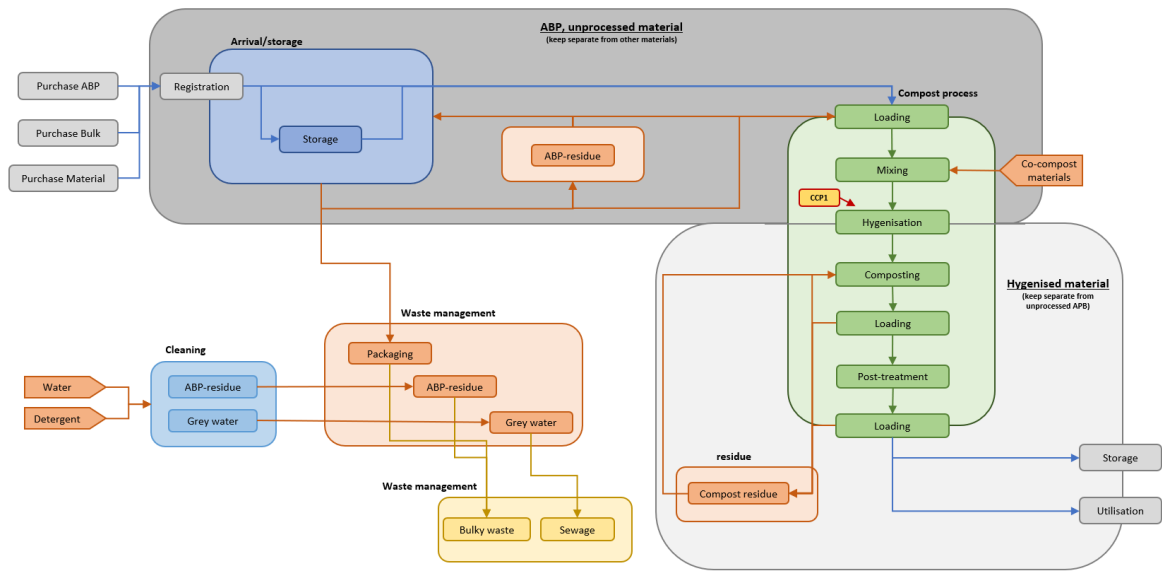 ABP, unprocessed material
(keep separate from other materials)
Arrival/storage
Purchase ABP
Registration
Compost process
Loading
Purchase Bulk
Storage
ABP-residue
Mixing
Co-compost
materials
Purchase Material
CCP1
Hygenisation
Composting
Hygenised material
(keep separate from
unprocessed APB)
Waste management
Loading
Cleaning
Packaging
Water
ABP-residue
ABP-residue
Post-treatment
Detergent
Grey water
Grey water
Loading
residue
Storage
Waste management
Compost residue
Utilisation
Bulky waste
Sewage